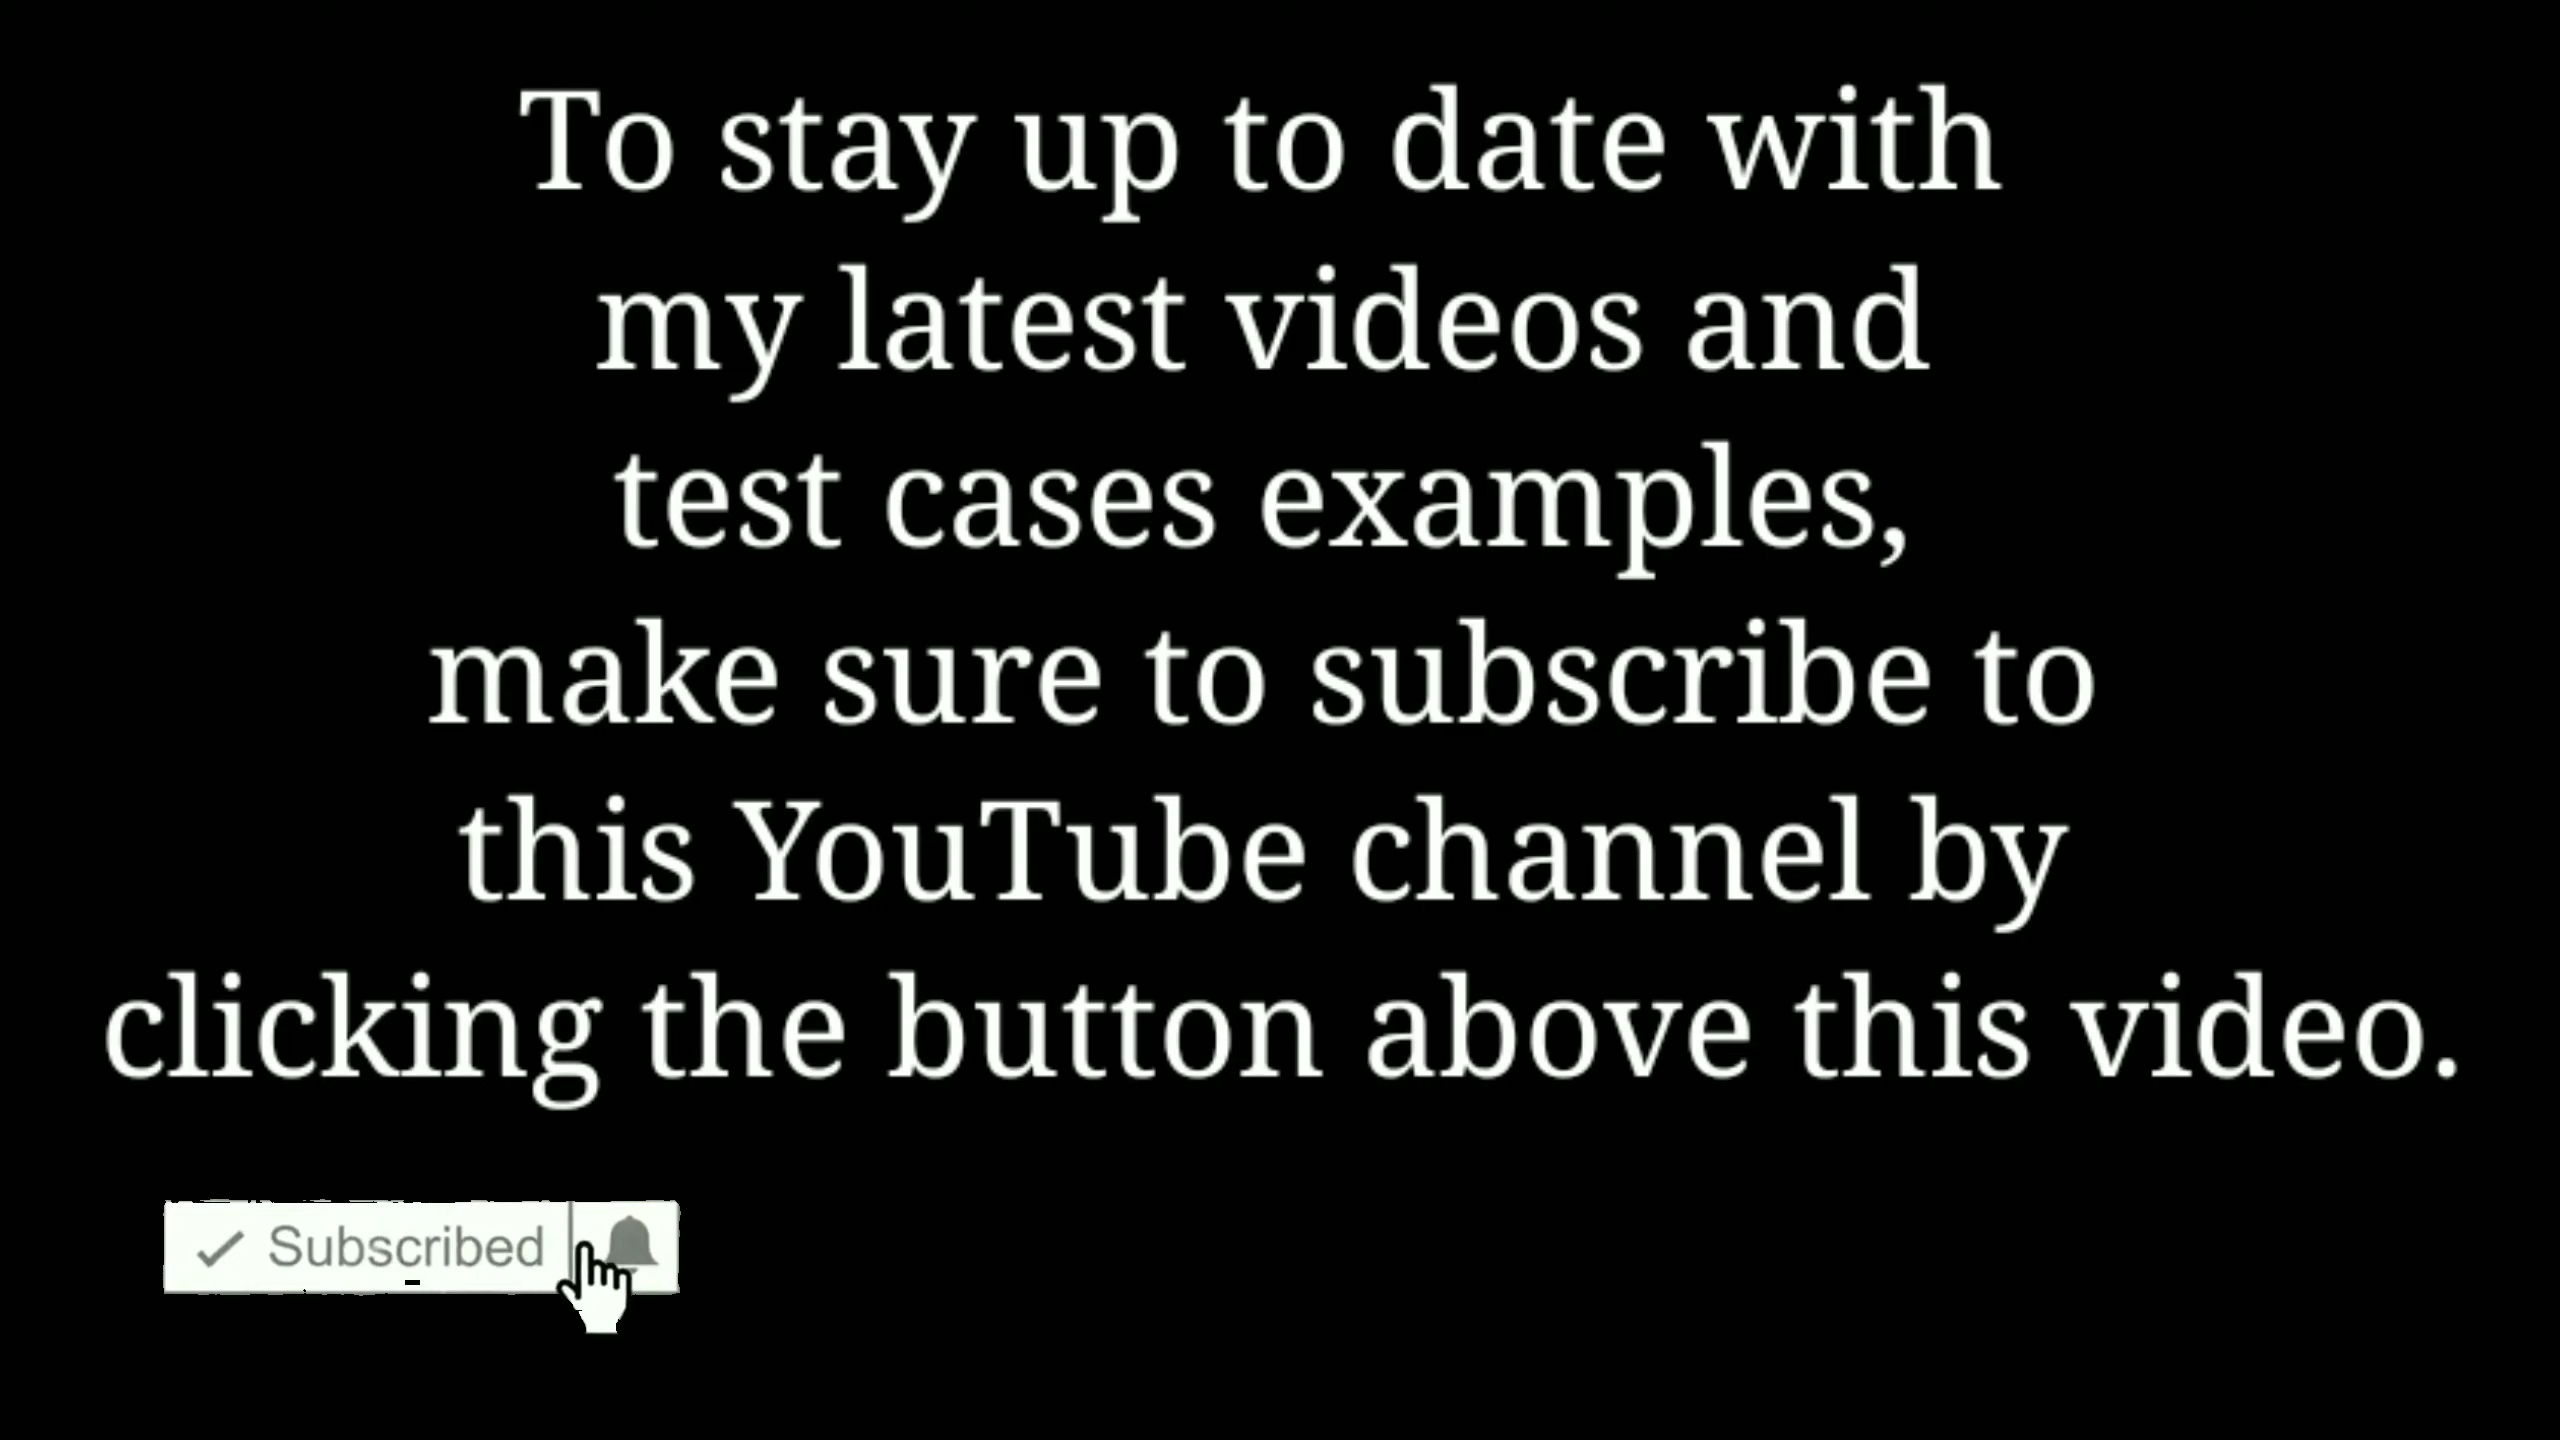 To stay up to date with
my latest videos and
test cases examples,
make sure to subscribe to
this YouTube channel by
clicking the button above this video.
Subscribed